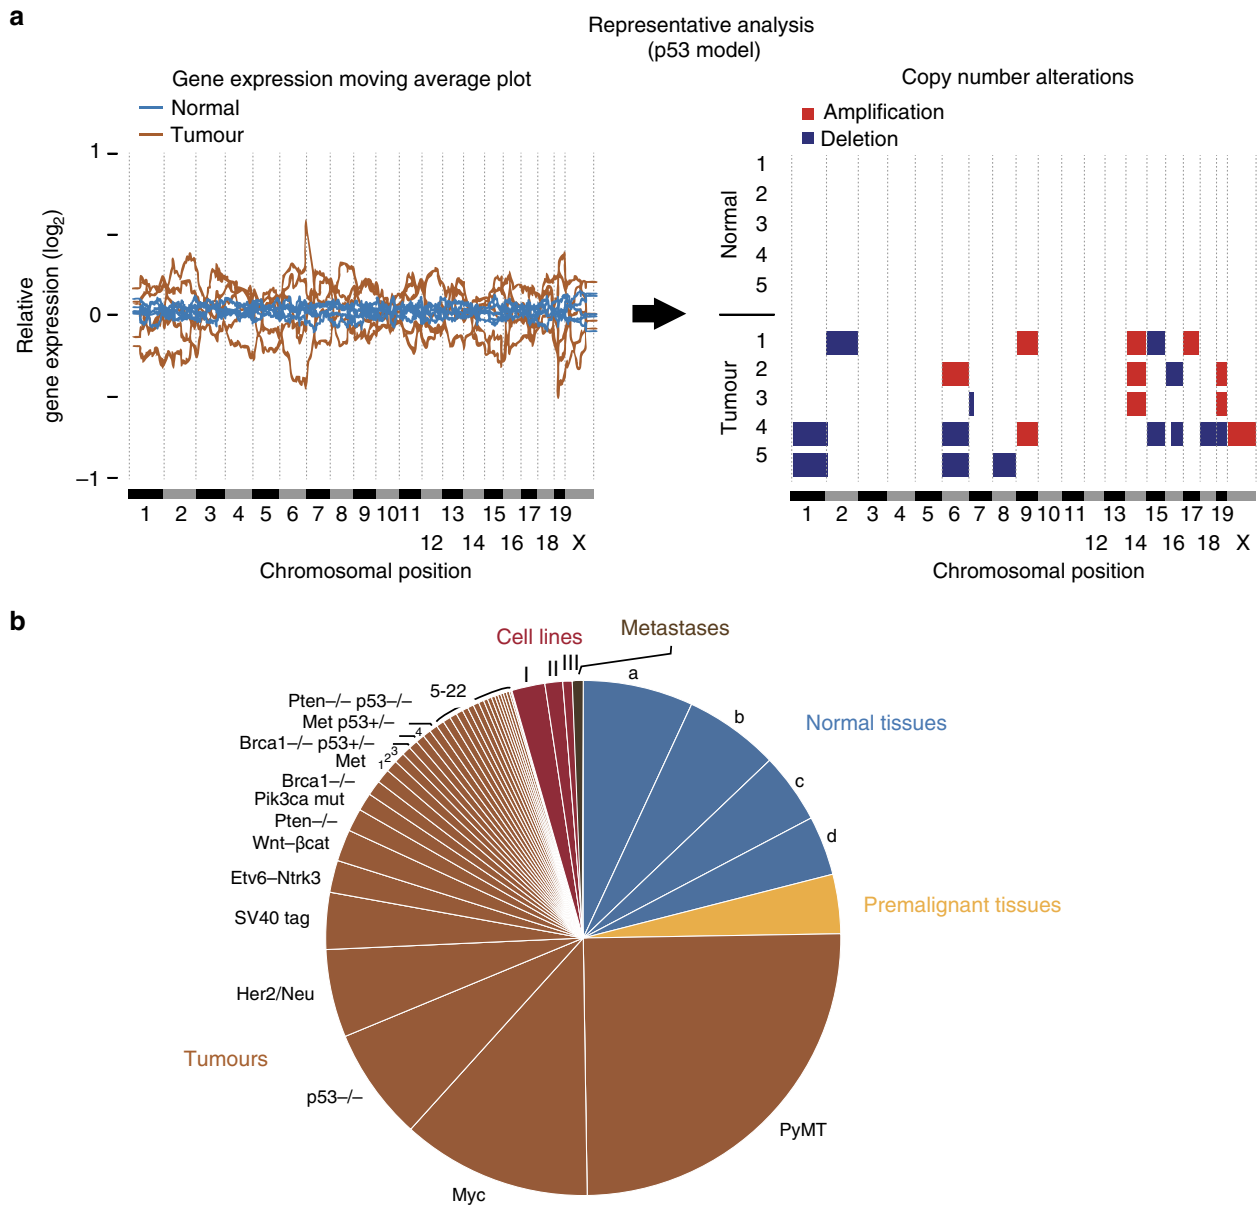 a
Representative analysis
(p53 model)
Gene expression moving average plot
Normal
Tumour
1
0
−1
Relative
gene expression (log2)
1 2 3 4 5 6 7 8 9 10 11 13 15 17 19
12 14 16 18 X
Chromosomal position
Copy number alterations
Amplification
Deletion
Normal
1
2
3
4
5
Tumour
1
2
3
4
5
1 2 3 4 5 6 7 8 9 10 11 13 15 17 19
12 14 16 18 X
Chromosomal position
b
Cell lines
Metastases
I
II
III
a
b
c
d
Normal tissues
Premalignant tissues
5-22
Pten−/− p53−/−
Met p53+/−
4
Brca1−/− p53+/−
3
Met
1 2
Brca1−/−
Pik3ca mut
Pten−/−
Wnt−βcat
Etv6−Ntrk3
SV40 tag
Her2/Neu
Tumours
p53−/−
Myc
PyMT